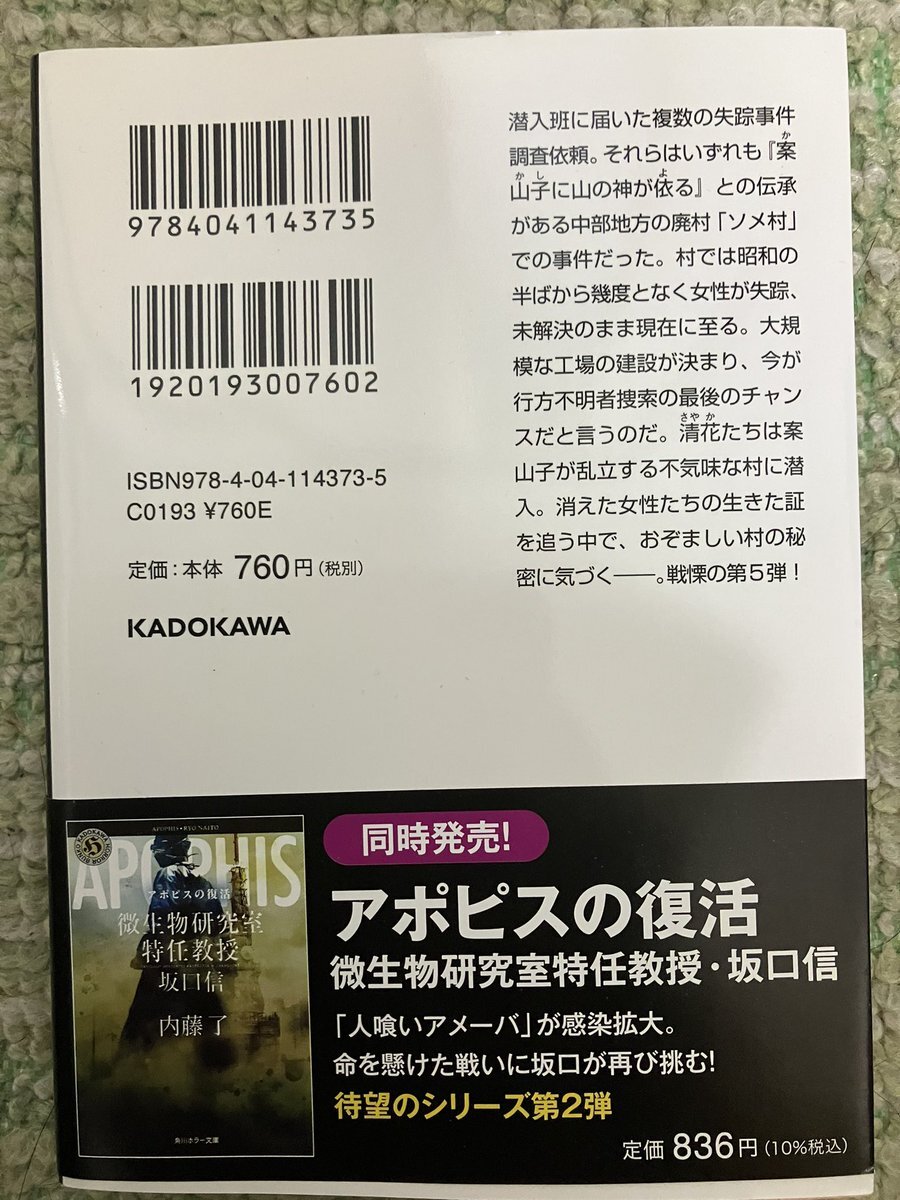 9784041143735
1920193007602
ISBN978-4-04-114373-5
C0193 ¥760E
定価:本体 760円(税別)
KADOKAWA
潜入班に届いた複数の失踪事件
調査依頼。それらはいずれも『案
山子に山の神が依る』との伝承
がある中部地方の廃村「ソメ村」
での事件だった。村では昭和の
半ばから幾度となく女性が失踪、
未解決のまま現在に至る。大規
模な工場の建設が決まり、今が
行方不明者捜索の最後のチャン
スだと言うのだ。清花たちは案
山子が乱立する不気味な村に潜
入。消えた女性たちの生きた証
を追う中で、おぞましい村の秘
密に気づく――。戦慄の第5弾!
APOPHIS・RYO NAITO
APOPHIS
アポピスの復活
微生物研究室
特任教授
坂口信
内藤了
角川ホラー文庫
同時発売!
アポピスの復活
微生物研究室特任教授・坂口信
「人喰いアメーバ」が感染拡大。
命を懸けた戦いに坂口が再び挑む!
待望のシリーズ第2弾
定価 836円(10%税込)